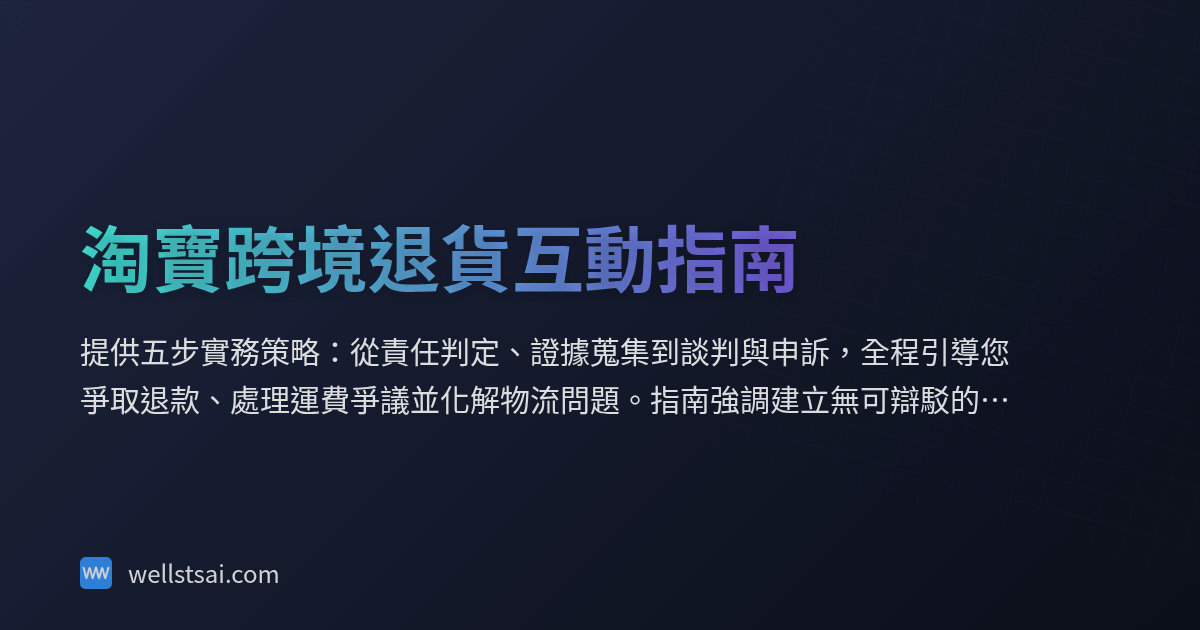 淘寶跨境退貨互動指南
提供五步實務策略：從責任判定、證據蒐集到談判與申訴，全程引導您
爭取退款、處理運費爭議並化解物流問題。指南強調建立無可辯駁的⋯
W
wellstsai.com